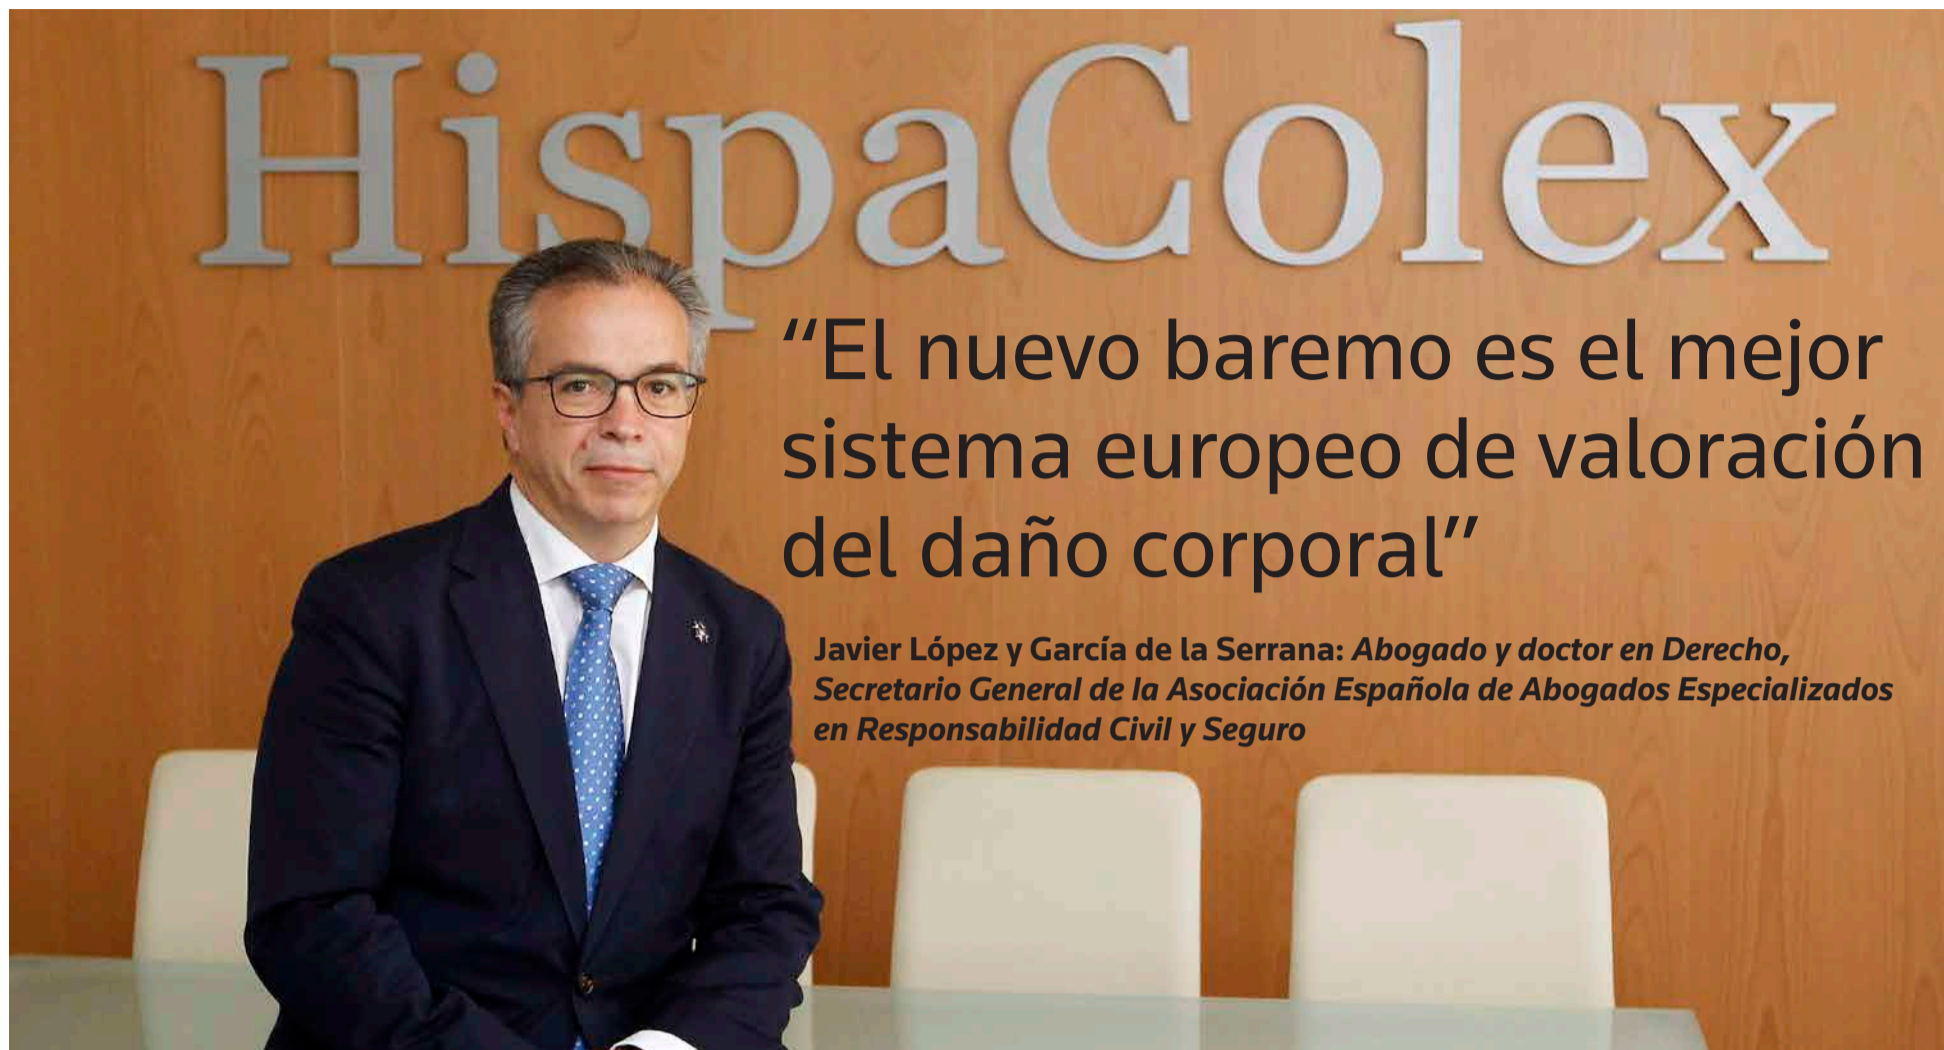 HispaColex
“El nuevo baremo es el mejor
sistema europeo de valoración
del daño corporal”
Javier López y García de la Serrana: Abogado y doctor en Derecho,
Secretario General de la Asociación Española de Abogados Especializados
en Responsabilidad Civil y Seguro